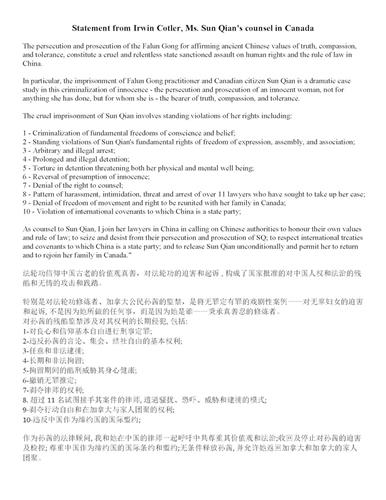 Statement from Irwin Cotler, Ms. Sun Qian's counsel in Canada
The persecution and prosecution of the Falun Gong for affirming ancient Chinese values of truth, compassion,
and tolerance, constitute a cruel and relentless state sanctioned assault on human rights and the rule of law in
China.
In particular, the imprisonment of Falun Gong practitioner and Canadian citizen Sun Qian is a dramatic case
study in this criminalization of innocence - the persecution and prosecution of an innocent woman, not for
anything she has done, but for whom she is - the bearer of truth, compassion, and tolerance.
The cruel imprisonment of Sun Qian involves standing violations of her rights including:
1 - Criminalization of fundamental freedoms of conscience and belief;
2 - Standing violations of Sun Qian's fundamental rights of freedom of expression, assembly, and association;
3 - Arbitrary and illegal arrest;
4 - Prolonged and illegal detention;
5 - Torture in detention threatening both her physical and mental well being;
6 - Reversal of presumption of innocence;
7 - Denial of the right to counsel;
8 - Pattern of harassment, intimidation, threat and arrest of over 11 lawyers who have sought to take up her case;
9 - Denial of freedom of movement and right to be reunited with her family in Canada;
10 - Violation of international covenants to which China is a state party;
As counsel to Sun Qian, I join her lawyers in China in calling on Chinese authorities to honour their own values
and rule of law; to seize and desist from their persecution and prosecution of SQ; to respect international treaties
and covenants to which China is a state party; and to release Sun Qian unconditionally and permit her to return
and to rejoin her family in Canada."
法轮功信仰中国古老的价值观真善，对法轮功的迫害和起诉，构成了国家批准的对中国人权和法治的残
酷和无情的攻击和践踏。
特别是对法轮功修炼者、加拿大公民孙茜的监禁，是将无罪定有罪的戏剧性案例——对无辜妇女的迫害
和起诉, 不是因为她所做的任何事, 而是因为她是谁——秉承真善忍的修炼者。
对孙茜的残酷监禁涉及对其权利的长期侵犯, 包括:
1-对良心和信仰基本自由进行刑事定罪;
2-违反孙茜的言论、集会、结社自由的基本权利;
3-任意和非法逮捕;
4-长期和非法拘留;
5-拘留期间的酷刑威胁其身心健康;
6-撤销无罪推定;
7-剥夺律师的权利;
8. 超过 11 名试图接手其案件的律师, 遭逼骚扰、恐吓、威胁和逮捕的模式;
9-剥夺行动自由和在加拿大与家人团聚的权利;
10-违反中国作为缔约国的国际盟约;
作为孙茜的法律顾问, 我和她在中国的律师一起呼吁中共尊重其价值观和法治;收回及停止对孙茜的迫害
及检控; 尊重中国作为缔约国的国际条约和盟约;无条件释放孙茜, 并允许她返回加拿大和加拿大的家人
团聚。